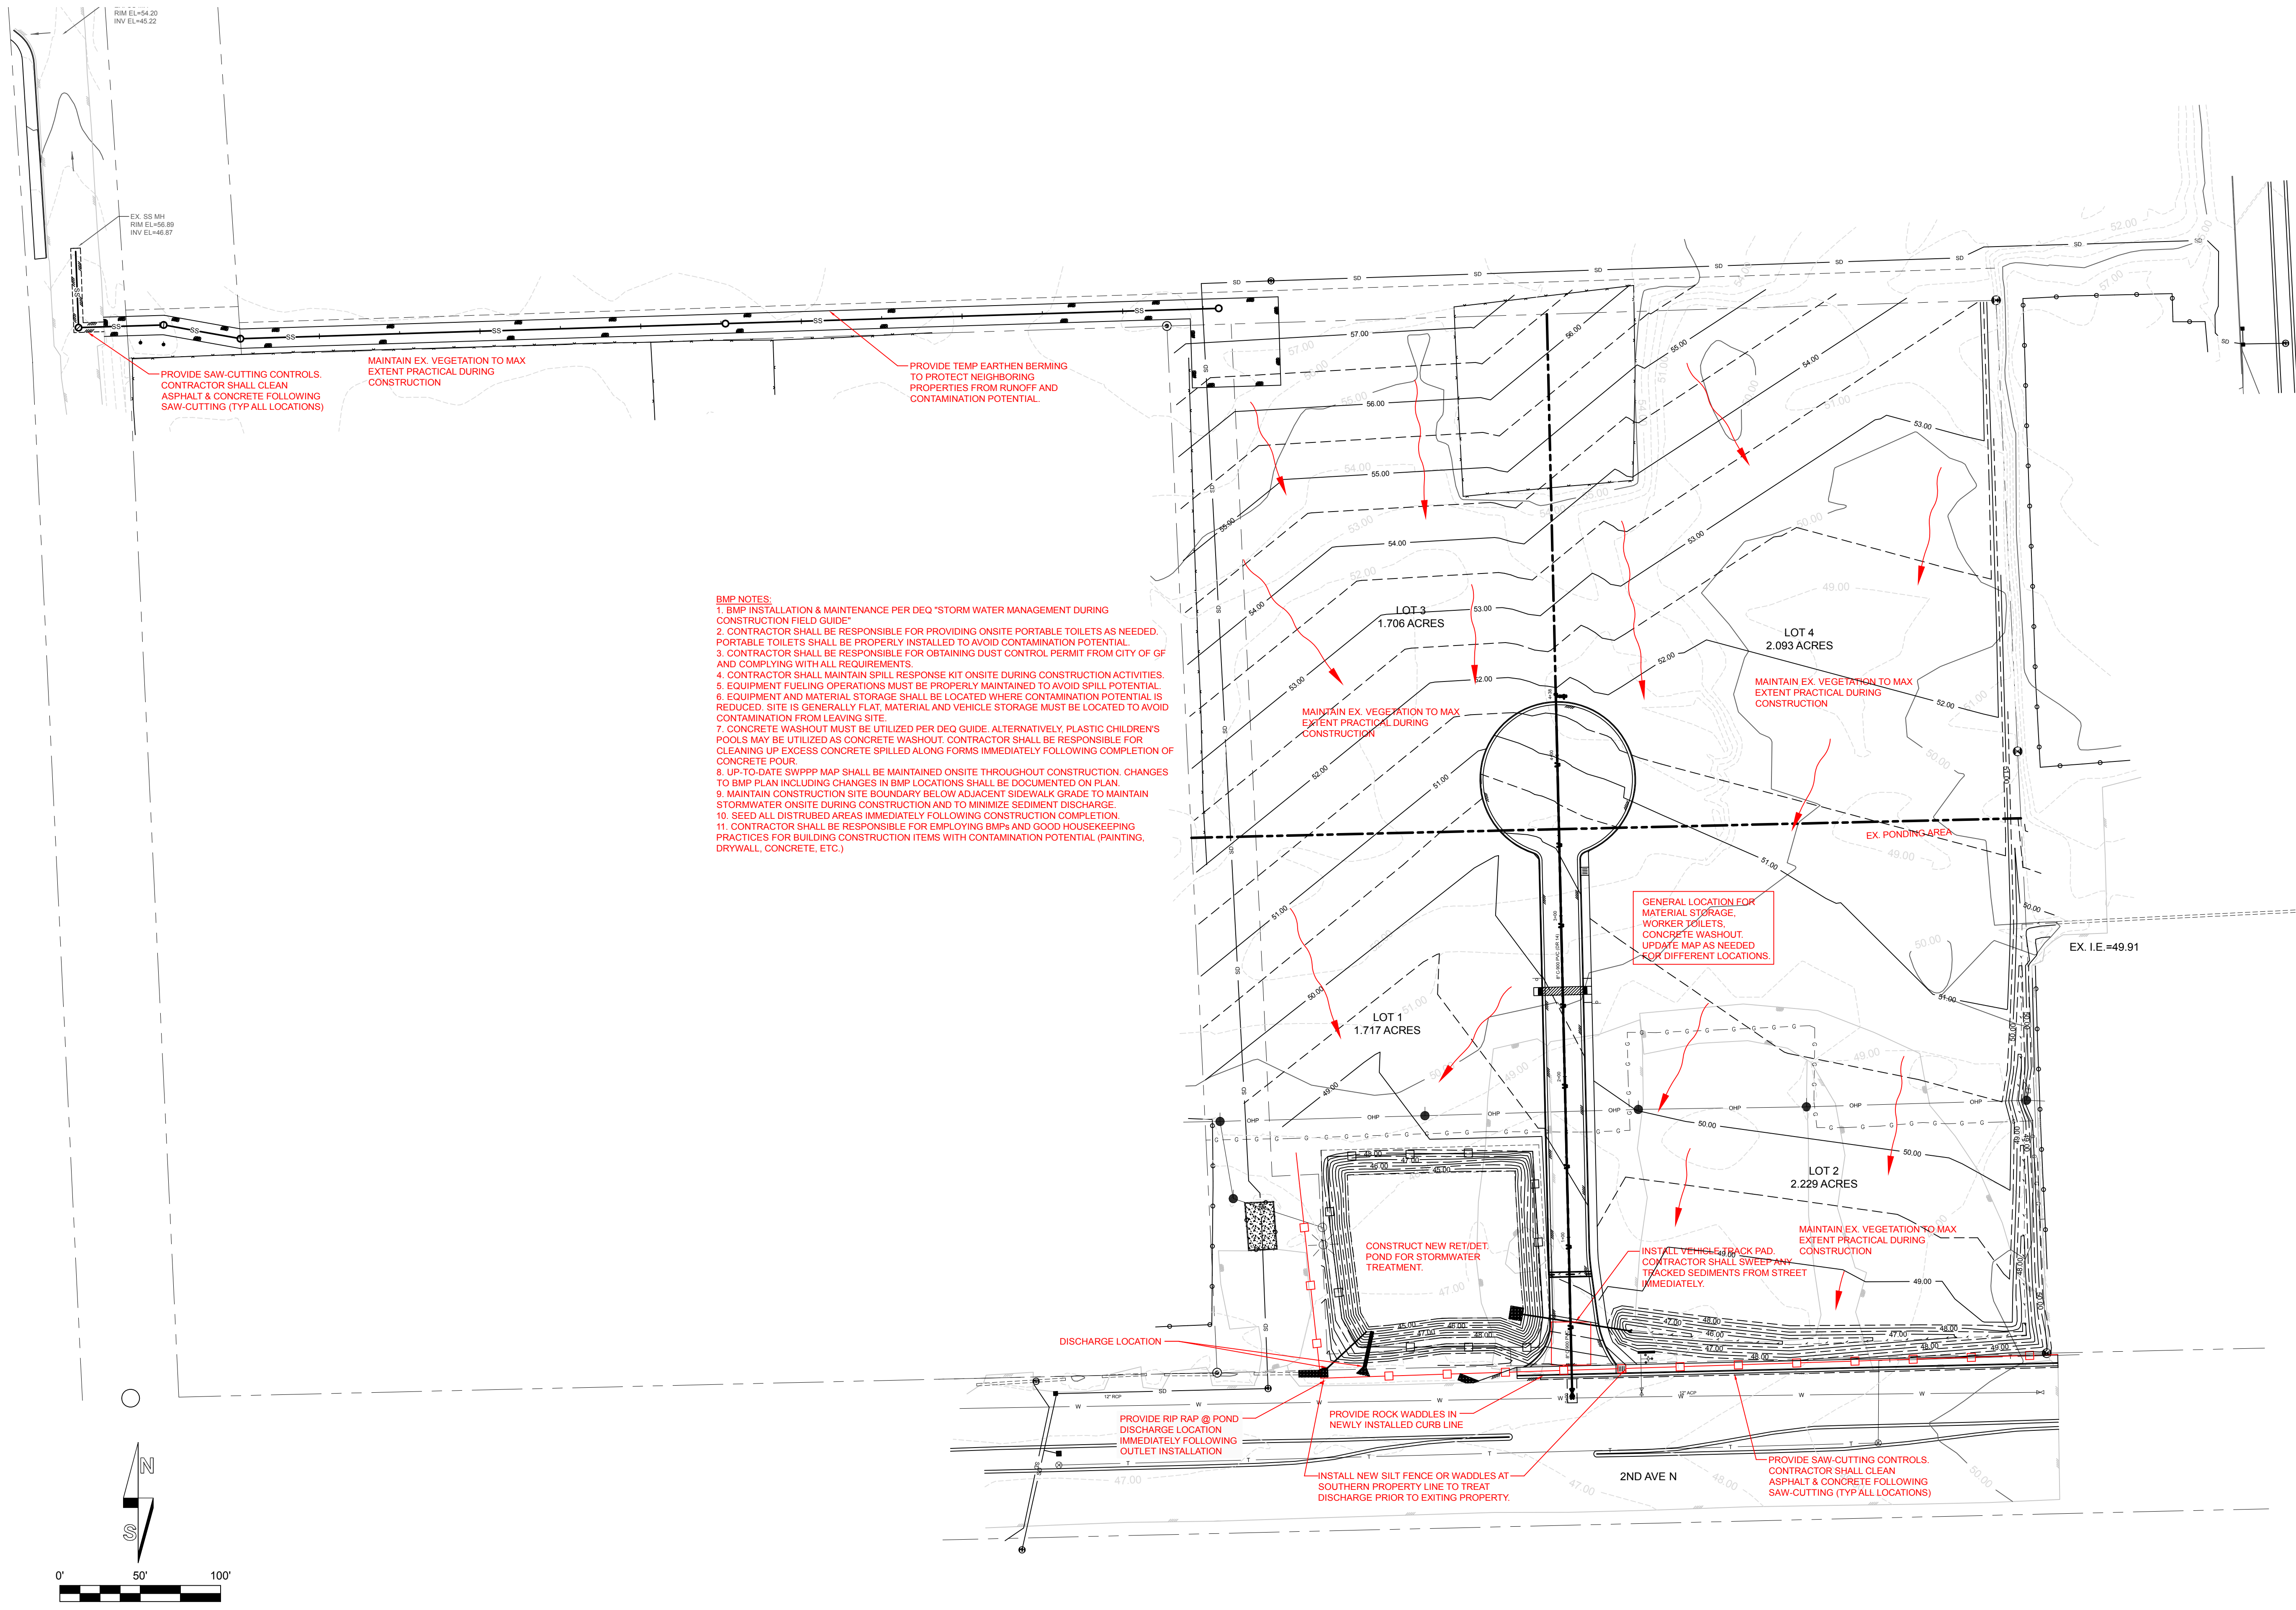 RIM EL=54.20
INV EL=45.22
EX. SS MH
RIM EL=56.89
INV EL=46.87
PROVIDE SAW-CUTTING CONTROLS.
CONTRACTOR SHALL CLEAN
ASPHALT & CONCRETE FOLLOWING
SAW-CUTTING (TYP ALL LOCATIONS)
MAINTAIN EX. VEGETATION TO MAX
EXTENT PRACTICAL DURING
CONSTRUCTION
PROVIDE TEMP EARTHEN BERMING
TO PROTECT NEIGHBORING
PROPERTIES FROM RUNOFF AND
CONTAMINATION POTENTIAL.
BMP NOTES:
1. BMP INSTALLATION & MAINTENANCE PER DEQ "STORM WATER MANAGEMENT DURING
CONSTRUCTION FIELD GUIDE"
2. CONTRACTOR SHALL BE RESPONSIBLE FOR PROVIDING ONSITE PORTABLE TOILETS AS NEEDED.
PORTABLE TOILETS SHALL BE PROPERLY INSTALLED TO AVOID CONTAMINATION POTENTIAL.
3. CONTRACTOR SHALL BE RESPONSIBLE FOR OBTAINING DUST CONTROL PERMIT FROM CITY OF GF
AND COMPLYING WITH ALL REQUIREMENTS.
4. CONTRACTOR SHALL MAINTAIN SPILL RESPONSE KIT ONSITE DURING CONSTRUCTION ACTIVITIES.
5. EQUIPMENT FUELING OPERATIONS MUST BE PROPERLY MAINTAINED TO AVOID SPILL POTENTIAL.
6. EQUIPMENT AND MATERIAL STORAGE SHALL BE LOCATED WHERE CONTAMINATION POTENTIAL IS
REDUCED. SITE IS GENERALLY FLAT, MATERIAL AND VEHICLE STORAGE MUST BE LOCATED TO AVOID
CONTAMINATION FROM LEAVING SITE.
7. CONCRETE WASHOUT MUST BE UTILIZED PER DEQ GUIDE. ALTERNATIVELY, PLASTIC CHILDREN'S
POOLS MAY BE UTILIZED AS CONCRETE WASHOUT. CONTRACTOR SHALL BE RESPONSIBLE FOR
CLEANING UP EXCESS CONCRETE SPILLED ALONG FORMS IMMEDIATELY FOLLOWING COMPLETION OF
CONCRETE POUR.
8. UP-TO-DATE SWPPP MAP SHALL BE MAINTAINED ONSITE THROUGHOUT CONSTRUCTION. CHANGES
TO BMP PLAN INCLUDING CHANGES IN BMP LOCATIONS SHALL BE DOCUMENTED ON PLAN.
9. MAINTAIN CONSTRUCTION SITE BOUNDARY BELOW ADJACENT SIDEWALK GRADE TO MAINTAIN
STORMWATER ONSITE DURING CONSTRUCTION AND TO MINIMIZE SEDIMENT DISCHARGE.
10. SEED ALL DISTRUBED AREAS IMMEDIATELY FOLLOWING CONSTRUCTION COMPLETION.
11. CONTRACTOR SHALL BE RESPONSIBLE FOR EMPLOYING BMPs AND GOOD HOUSEKEEPING
PRACTICES FOR BUILDING CONSTRUCTION ITEMS WITH CONTAMINATION POTENTIAL (PAINTING,
DRYWALL, CONCRETE, ETC.)
57.00
56.00
55.00
54.00
53.00
52.00
51.00
50.00
49.00
LOT 3
1.706 ACRES
LOT 4
2.093 ACRES
MAINTAIN EX. VEGETATION TO MAX
EXTENT PRACTICAL DURING
CONSTRUCTION
MAINTAIN EX. VEGETATION TO MAX
EXTENT PRACTICAL DURING
CONSTRUCTION
EX. PONDING AREA
GENERAL LOCATION FOR
MATERIAL STORAGE,
WORKER TOILETS,
CONCRETE WASHOUT.
UPDATE MAP AS NEEDED
FOR DIFFERENT LOCATIONS.
EX. I.E.=49.91
LOT 1
1.717 ACRES
LOT 2
2.229 ACRES
MAINTAIN EX. VEGETATION TO MAX
EXTENT PRACTICAL DURING
CONSTRUCTION
CONSTRUCT NEW RET/DET.
POND FOR STORMWATER
TREATMENT.
INSTALL VEHICLE TRACK PAD.
CONTRACTOR SHALL SWEEP ANY
TRACKED SEDIMENTS FROM STREET
IMMEDIATELY.
DISCHARGE LOCATION
PROVIDE RIP RAP @ POND
DISCHARGE LOCATION
IMMEDIATELY FOLLOWING
OUTLET INSTALLATION
PROVIDE ROCK WADDLES IN
NEWLY INSTALLED CURB LINE
INSTALL NEW SILT FENCE OR WADDLES AT
SOUTHERN PROPERTY LINE TO TREAT
DISCHARGE PRIOR TO EXITING PROPERTY.
2ND AVE N
PROVIDE SAW-CUTTING CONTROLS.
CONTRACTOR SHALL CLEAN
ASPHALT & CONCRETE FOLLOWING
SAW-CUTTING (TYP ALL LOCATIONS)
12" RCP
12" ACP
N
S
0' 50' 100'